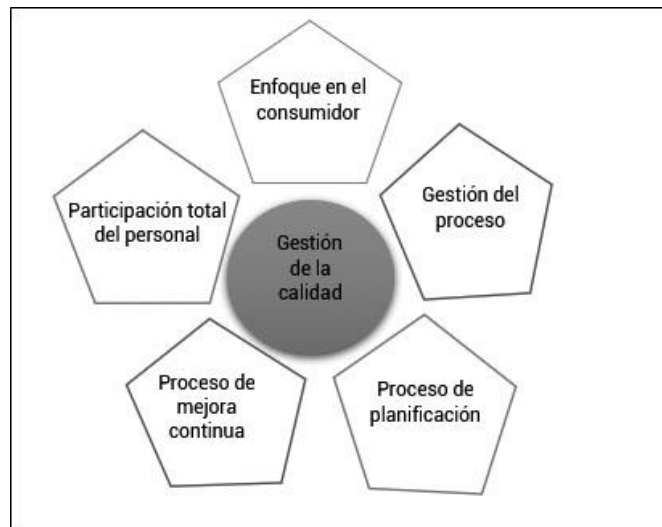 Enfoque en el
consumidor
Gestión del
proceso
Participación total
del personal
Gestión
de la
calidad
Proceso de
mejora
continua
Proceso de
planificación